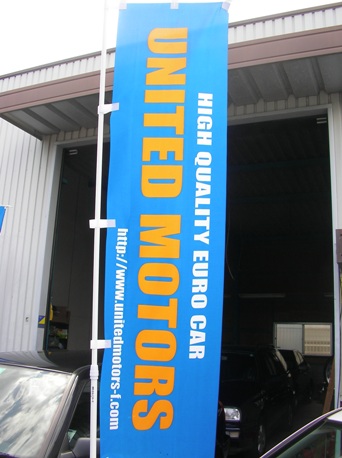 HIGH QUALITY EURO CAR
UNITED MOTORS
http://www.unitedmotors-f.com